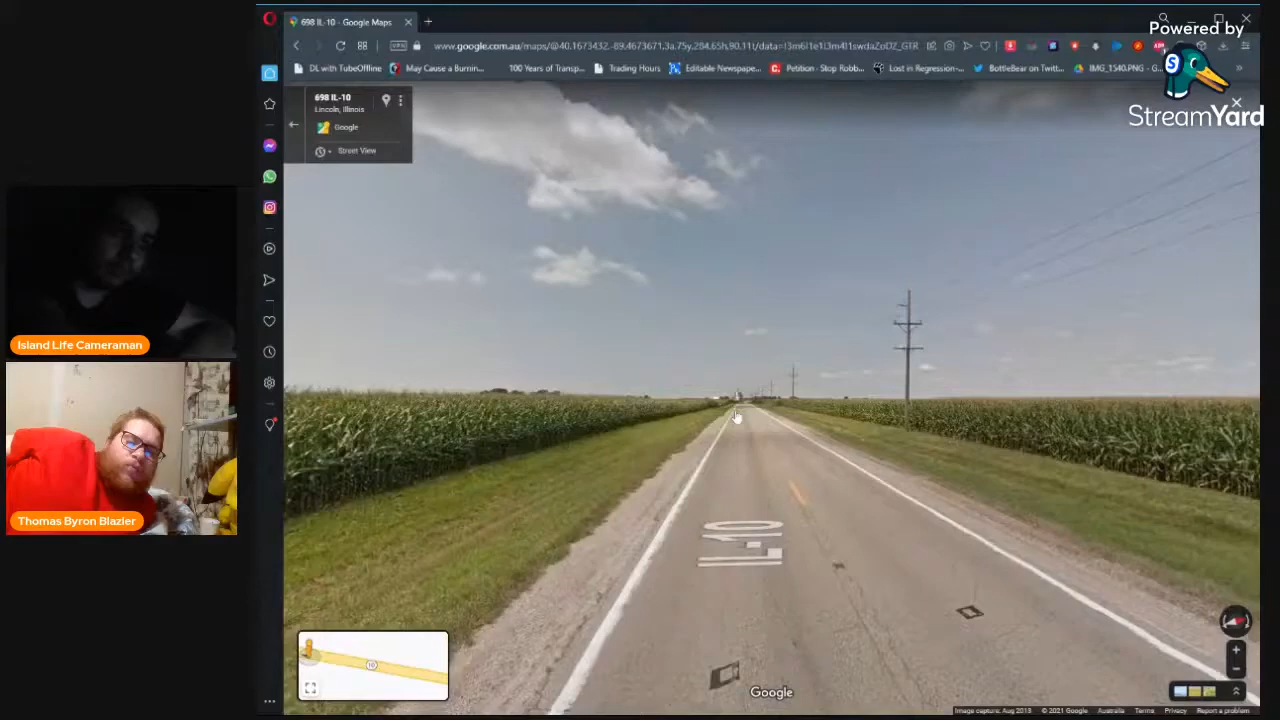 698 IL-10 - Google Maps
Powered by
StreamYard
VPN
www.google.com.au/maps/@40.1673432,-89.4673671,3a,75y,284.65h,90.11t/data=!3m6!1e1!3m4!1swdaZoDZ_GTR
DL with TubeOffline
May Cause a Burnin...
100 Years of Transp...
Trading Hours
Editable Newspape...
Petition · Stop Robb...
Lost in Regression-...
BottleBear on Twitt...
IMG_1540.PNG - G...
698 IL-10
Lincoln, Illinois
Google
Street View
Island Life Cameraman
Thomas Byron Blazier
IL-10
10
Google
Image capture: Aug 2013
© 2021 Google
Australia
Terms
Privacy
Report a problem